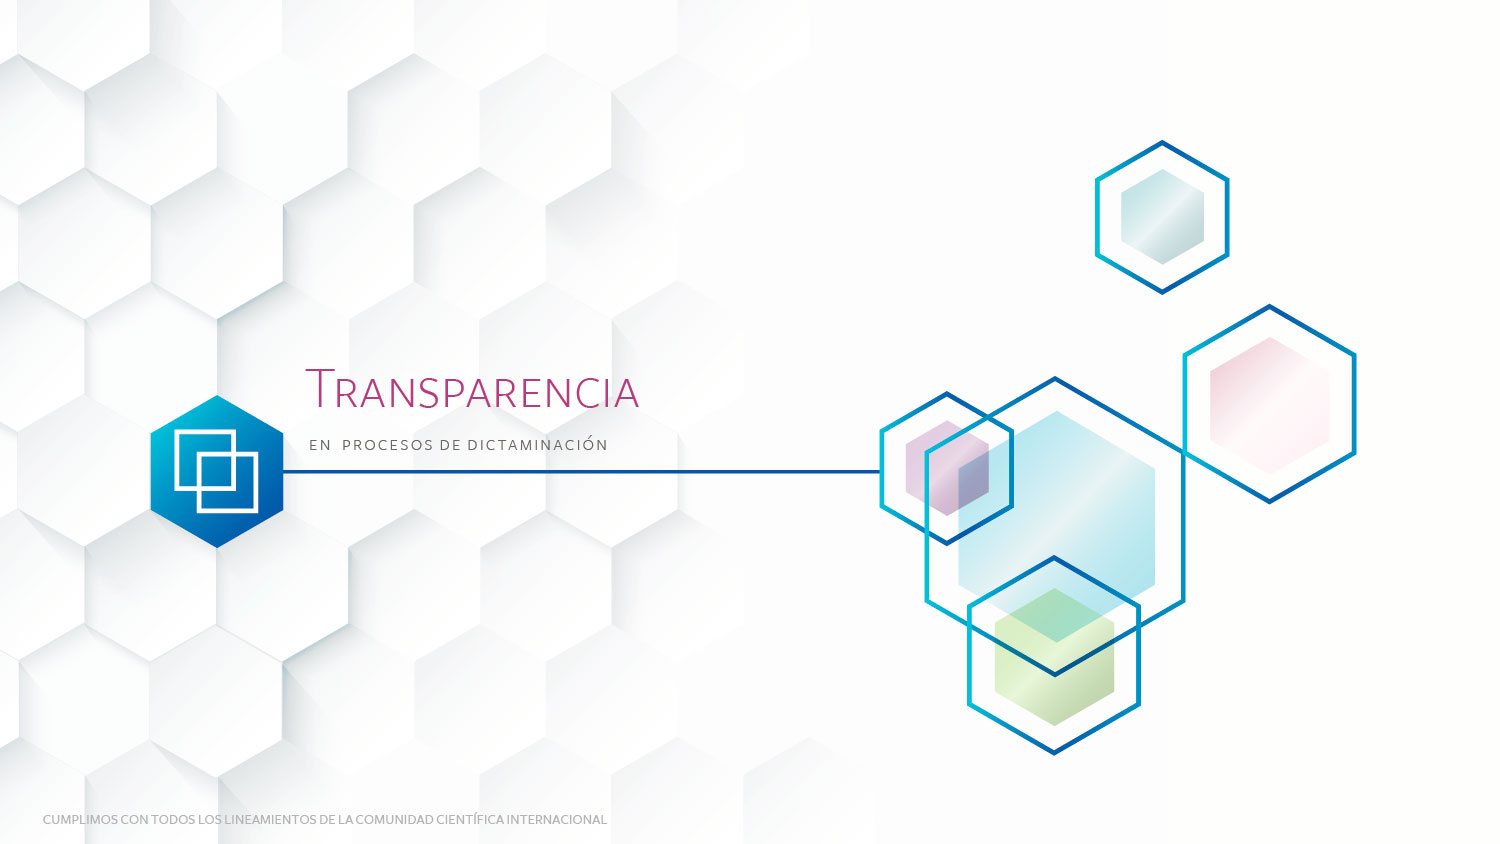 Transparencia
EN PROCESOS DE DICTAMINACIÓN
CUMPLIMOS CON TODOS LOS LINEAMIENTOS DE LA COMUNIDAD CIENTÍFICA INTERNACIONAL